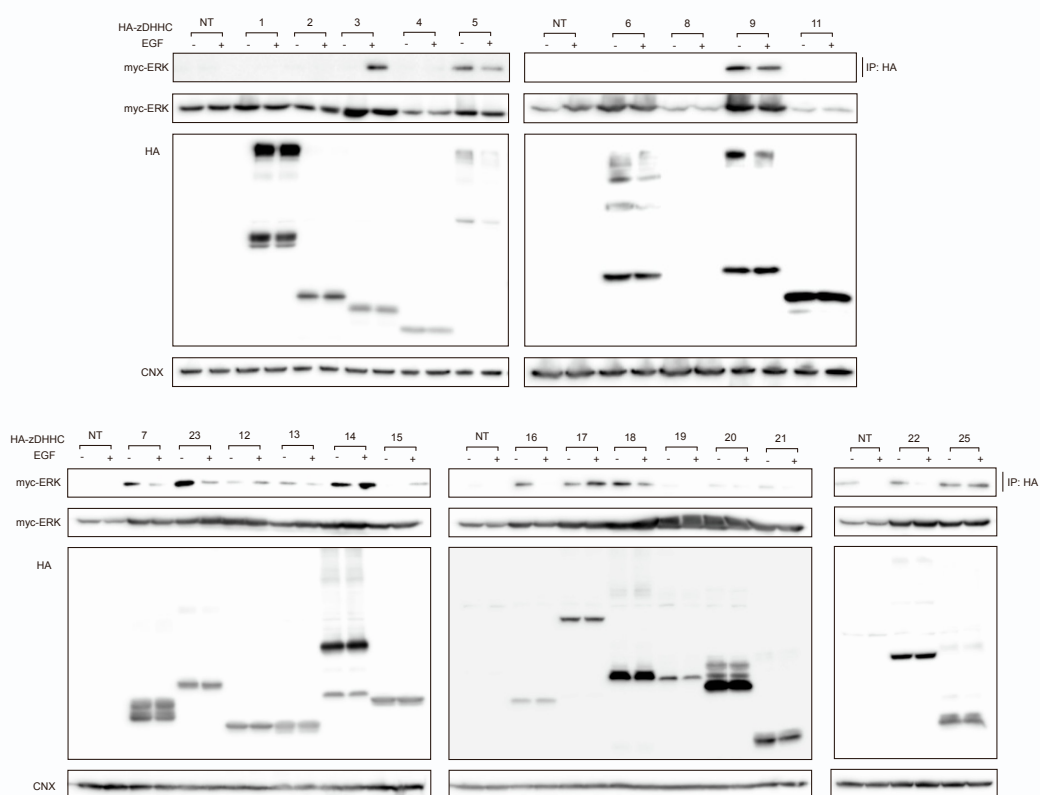 HA-zDHHC NT 1 2 3 4 5 NT 6 8 9 11
EGF - + - + - + - + - + - + - + - + - + - + - +
myc-ERK IP: HA
myc-ERK
HA
CNX
HA-zDHHC NT 7 23 12 13 14 15 NT 16 17 18 19 20 21 NT 22 25
EGF - + - + - + - + - + - + - + - + - + - + - + - + - + - + - + - + - +
myc-ERK IP: HA
myc-ERK
HA
CNX